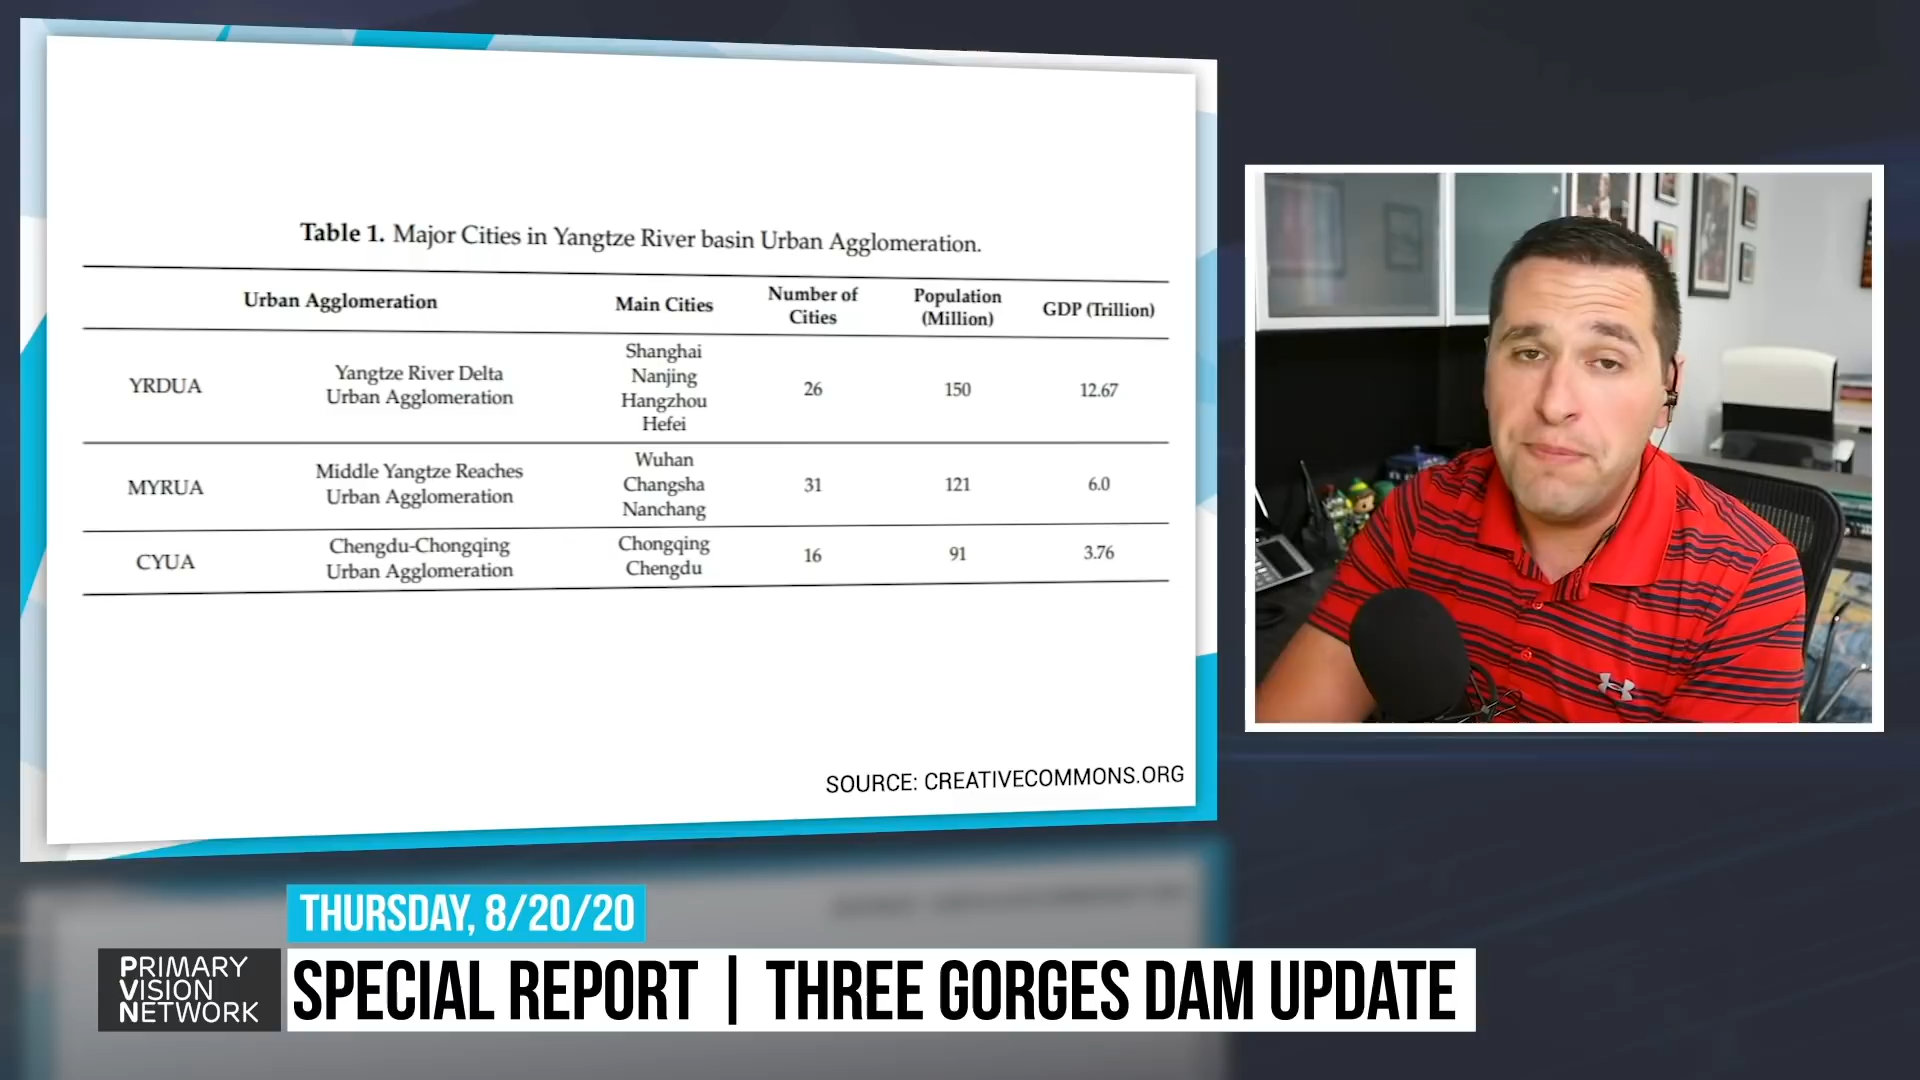 Table 1. Major Cities in Yangtze River basin Urban Agglomeration.
Urban Agglomeration Main Cities Number of Cities Population (Million) GDP (Trillion)
YRDUA Yangtze River Delta Urban Agglomeration Shanghai Nanjing Hangzhou Hefei 26 150 12.67
MYRUA Middle Yangtze Reaches Urban Agglomeration Wuhan Changsha Nanchang 31 121 6.0
CYUA Chengdu-Chongqing Urban Agglomeration Chongqing Chengdu 16 91 3.76
SOURCE: CREATIVECOMMONS.ORG
THURSDAY, 8/20/20
PRIMARY
VISION
NETWORK
SPECIAL REPORT | THREE GORGES DAM UPDATE